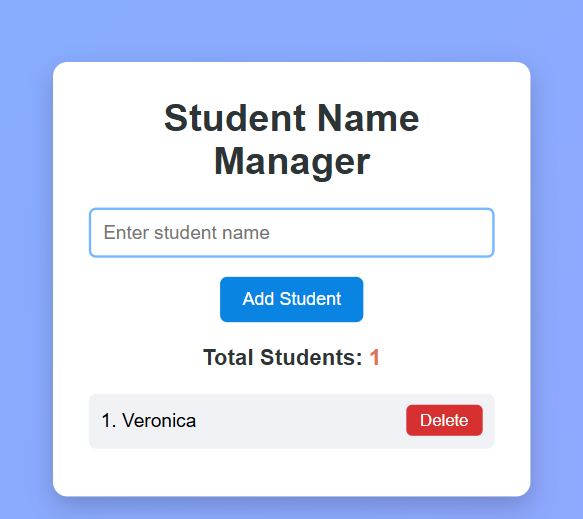 Student Name
Manager
Enter student name
Add Student
Total Students: 1
1. Veronica Delete